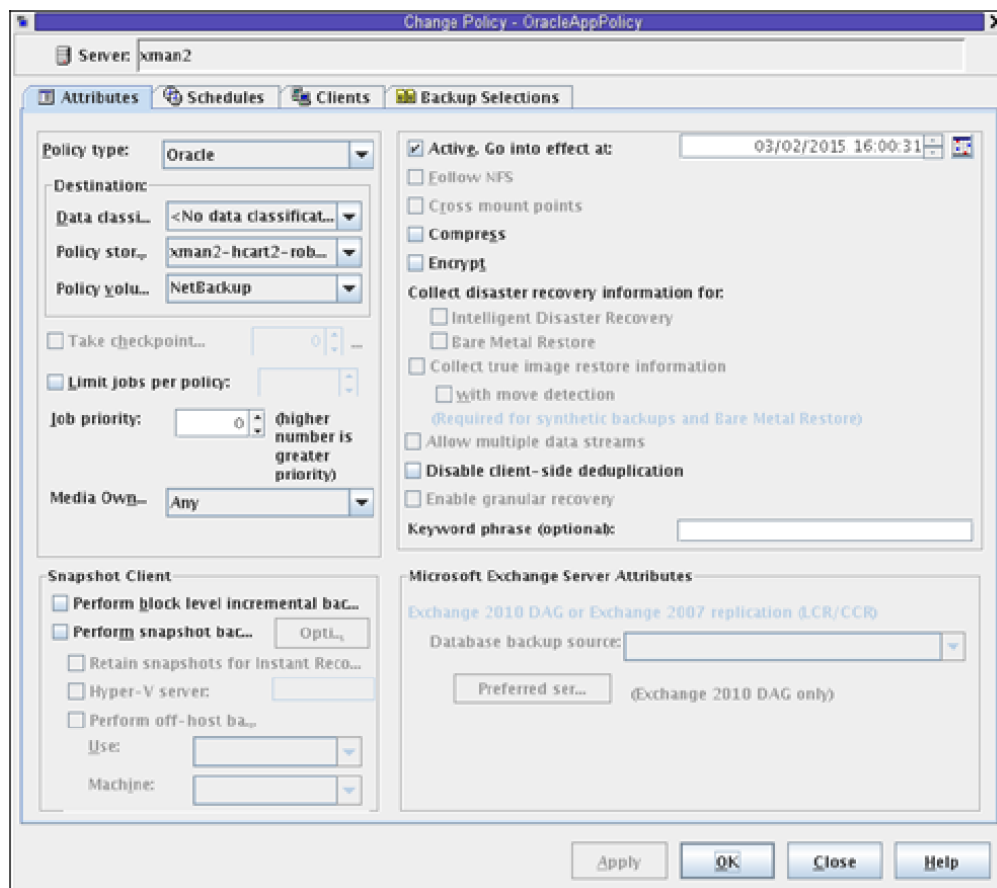 Change Policy - OracleAppPolicy
Server: xman2
Attributes Schedules Clients Backup Selections
Policy type: Oracle
Destination:
Data classi... <No data classificat...
Policy stor... xman2-hcart2-rob...
Policy volu... NetBackup
Take checkpoint... 0 ...
Limit jobs per policy:
Job priority: 0 (higher
number is
greater
priority)
Media Own... Any
Active. Go into effect at: 03/02/2015 16:00:31
Follow NFS
Cross mount points
Compress
Encrypt
Collect disaster recovery information for:
Intelligent Disaster Recovery
Bare Metal Restore
Collect true image restore information
with move detection
(Required for synthetic backups and Bare Metal Restore)
Allow multiple data streams
Disable client-side deduplication
Enable granular recovery
Keyword phrase (optional):
Snapshot Client
Perform block level incremental bac...
Perform snapshot bac... Opti...
Retain snapshots for Instant Reco...
Hyper-V server:
Perform off-host ba...
Use:
Machine:
Microsoft Exchange Server Attributes
Exchange 2010 DAG or Exchange 2007 replication (LCR/CCR)
Database backup source:
Preferred ser... (Exchange 2010 DAG only)
Apply OK Close Help